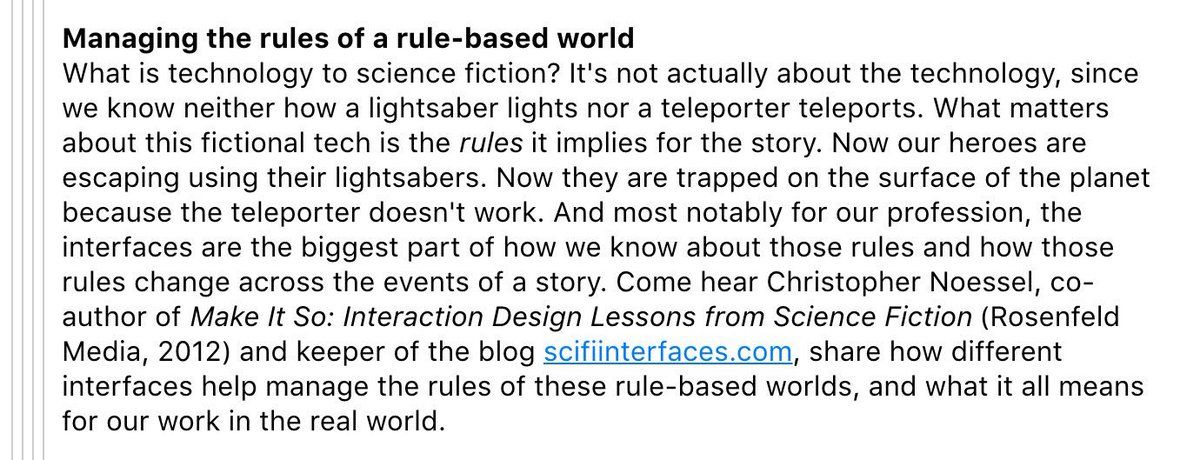 Managing the rules of a rule-based world
What is technology to science fiction? It's not actually about the technology, since
we know neither how a lightsaber lights nor a teleporter teleports. What matters
about this fictional tech is the rules it implies for the story. Now our heroes are
escaping using their lightsabers. Now they are trapped on the surface of the planet
because the teleporter doesn't work. And most notably for our profession, the
interfaces are the biggest part of how we know about those rules and how those
rules change across the events of a story. Come hear Christopher Noessel, co-
author of Make It So: Interaction Design Lessons from Science Fiction (Rosenfeld
Media, 2012) and keeper of the blog scifiinterfaces.com, share how different
interfaces help manage the rules of these rule-based worlds, and what it all means
for our work in the real world.